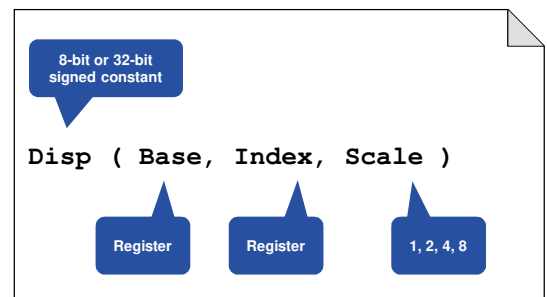 8-bit or 32-bit
signed constant
Disp ( Base, Index, Scale )
Register
Register
1, 2, 4, 8